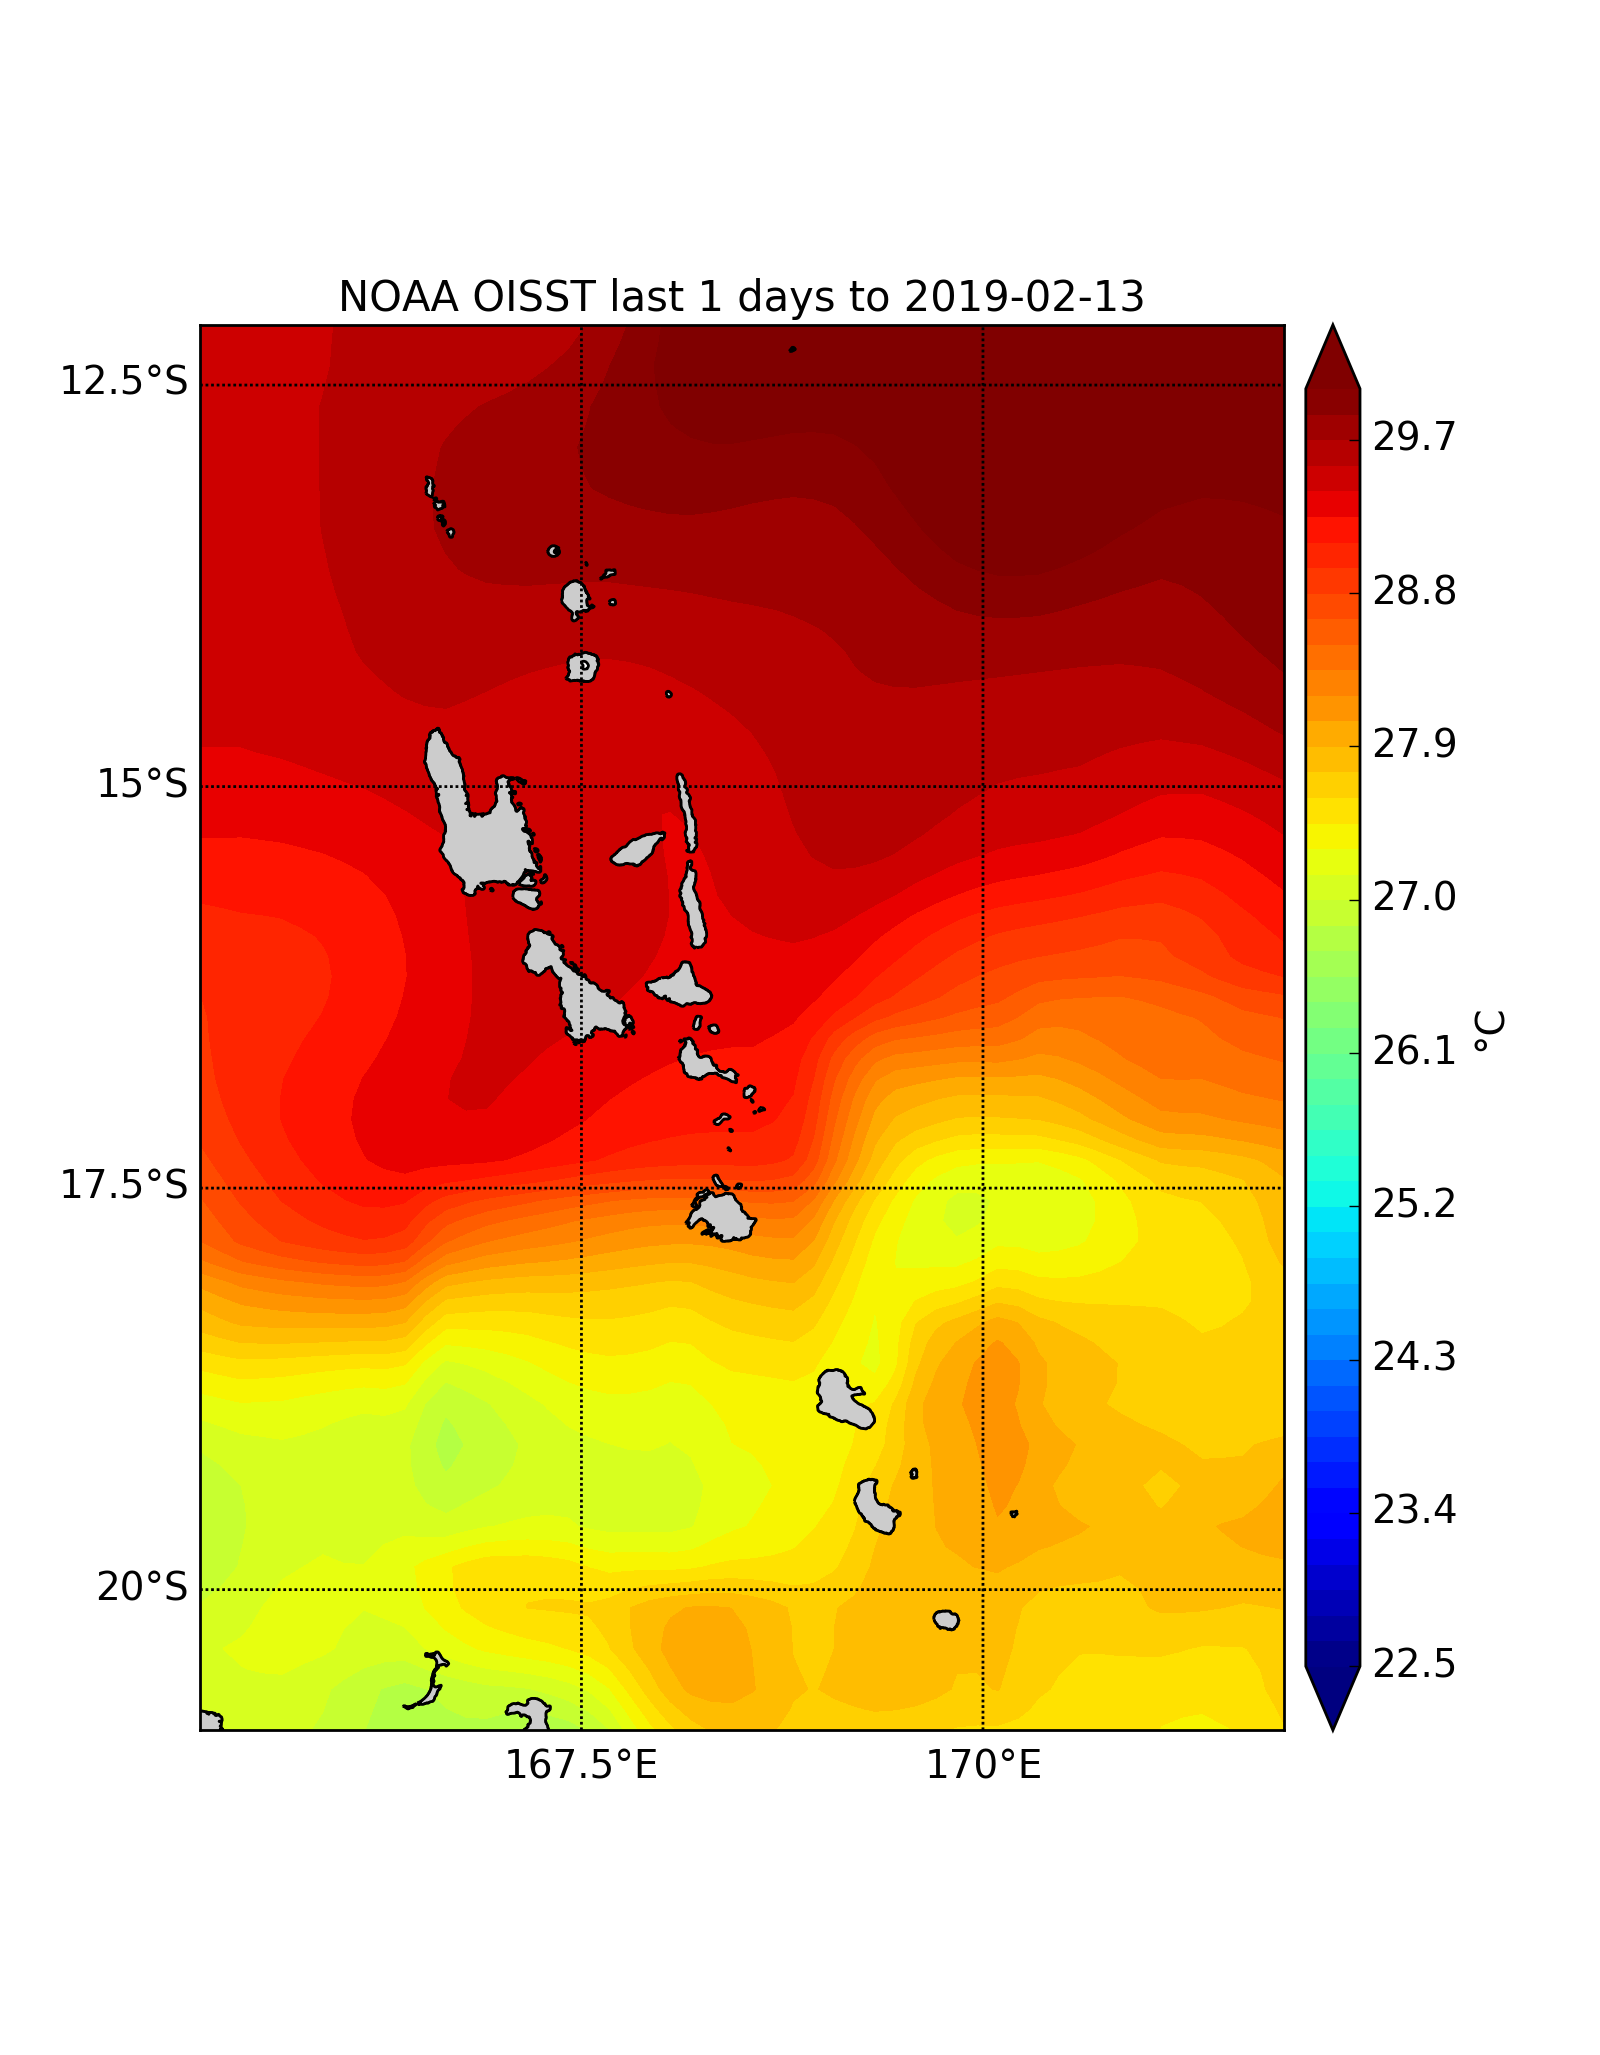 NOAA OISST last 1 days to 2019-02-13
12.5°S
15°S
17.5°S
20°S
167.5°E
170°E
29.7
28.8
27.9
27.0
26.1
25.2
24.3
23.4
22.5
°C